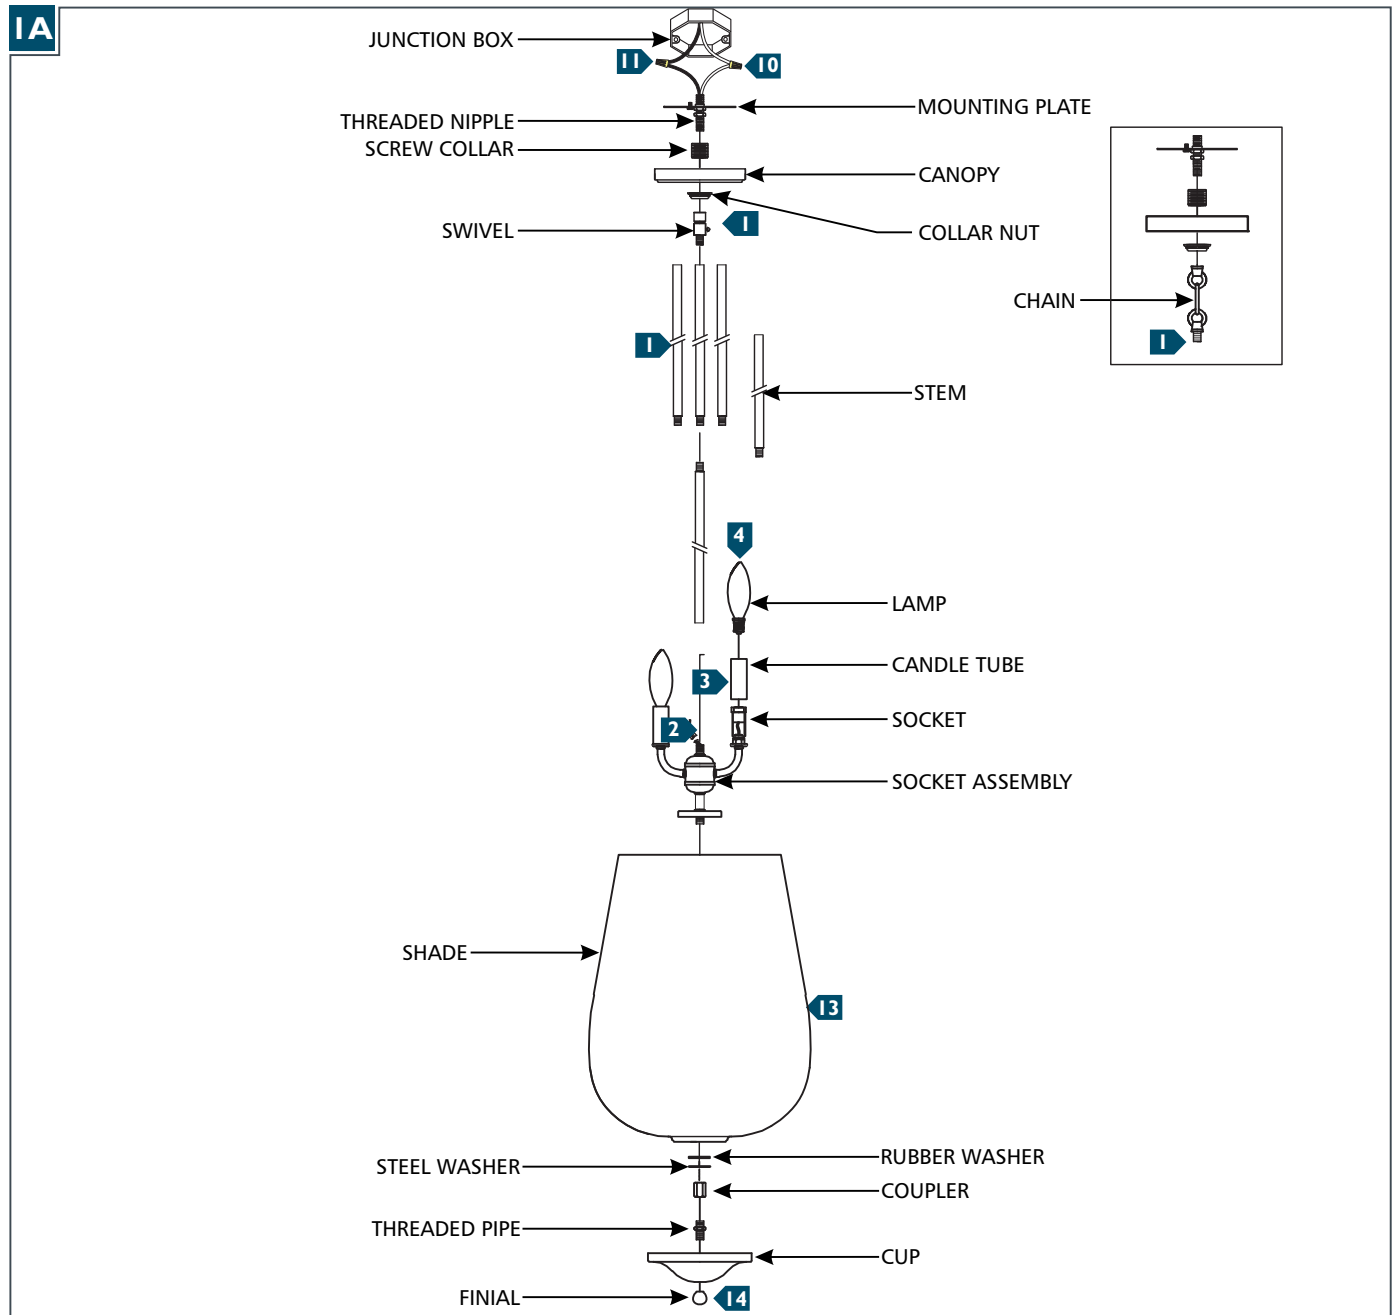 1A
JUNCTION BOX
11
10
MOUNTING PLATE
THREADED NIPPLE
SCREW COLLAR
CANOPY
SWIVEL
1
COLLAR NUT
CHAIN
1
1
STEM
4
LAMP
CANDLE TUBE
3
SOCKET
2
SOCKET ASSEMBLY
SHADE
13
RUBBER WASHER
STEEL WASHER
COUPLER
THREADED PIPE
CUP
FINIAL
14